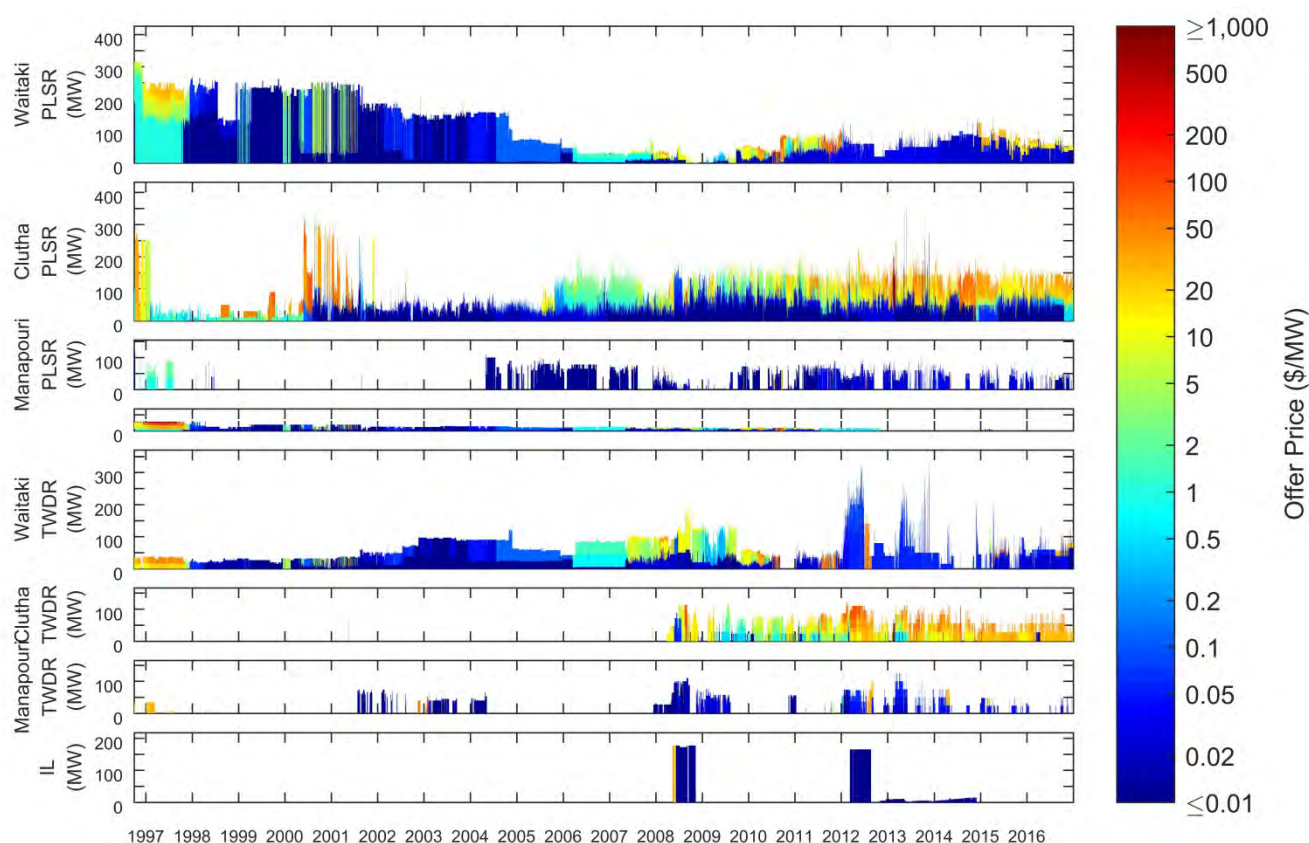 Waitaki
PLSR
(MW)
400
300
200
100
0
Clutha
PLSR
(MW)
400
300
200
100
0
Manapouri
PLSR
(MW)
100
0
0
Waitaki
TWDR
(MW)
300
200
100
0
Clutha
TWDR
(MW)
100
0
Manapouri
TWDR
(MW)
100
0
IL
(MW)
200
100
0
1997 1998 1999 2000 2001 2002 2003 2004 2005 2006 2007 2008 2009 2010 2011 2012 2013 2014 2015 2016
≥1,000
500
200
100
50
20
10
5
2
1
0.5
0.2
0.1
0.05
0.02
≤0.01
Offer Price ($/MW)